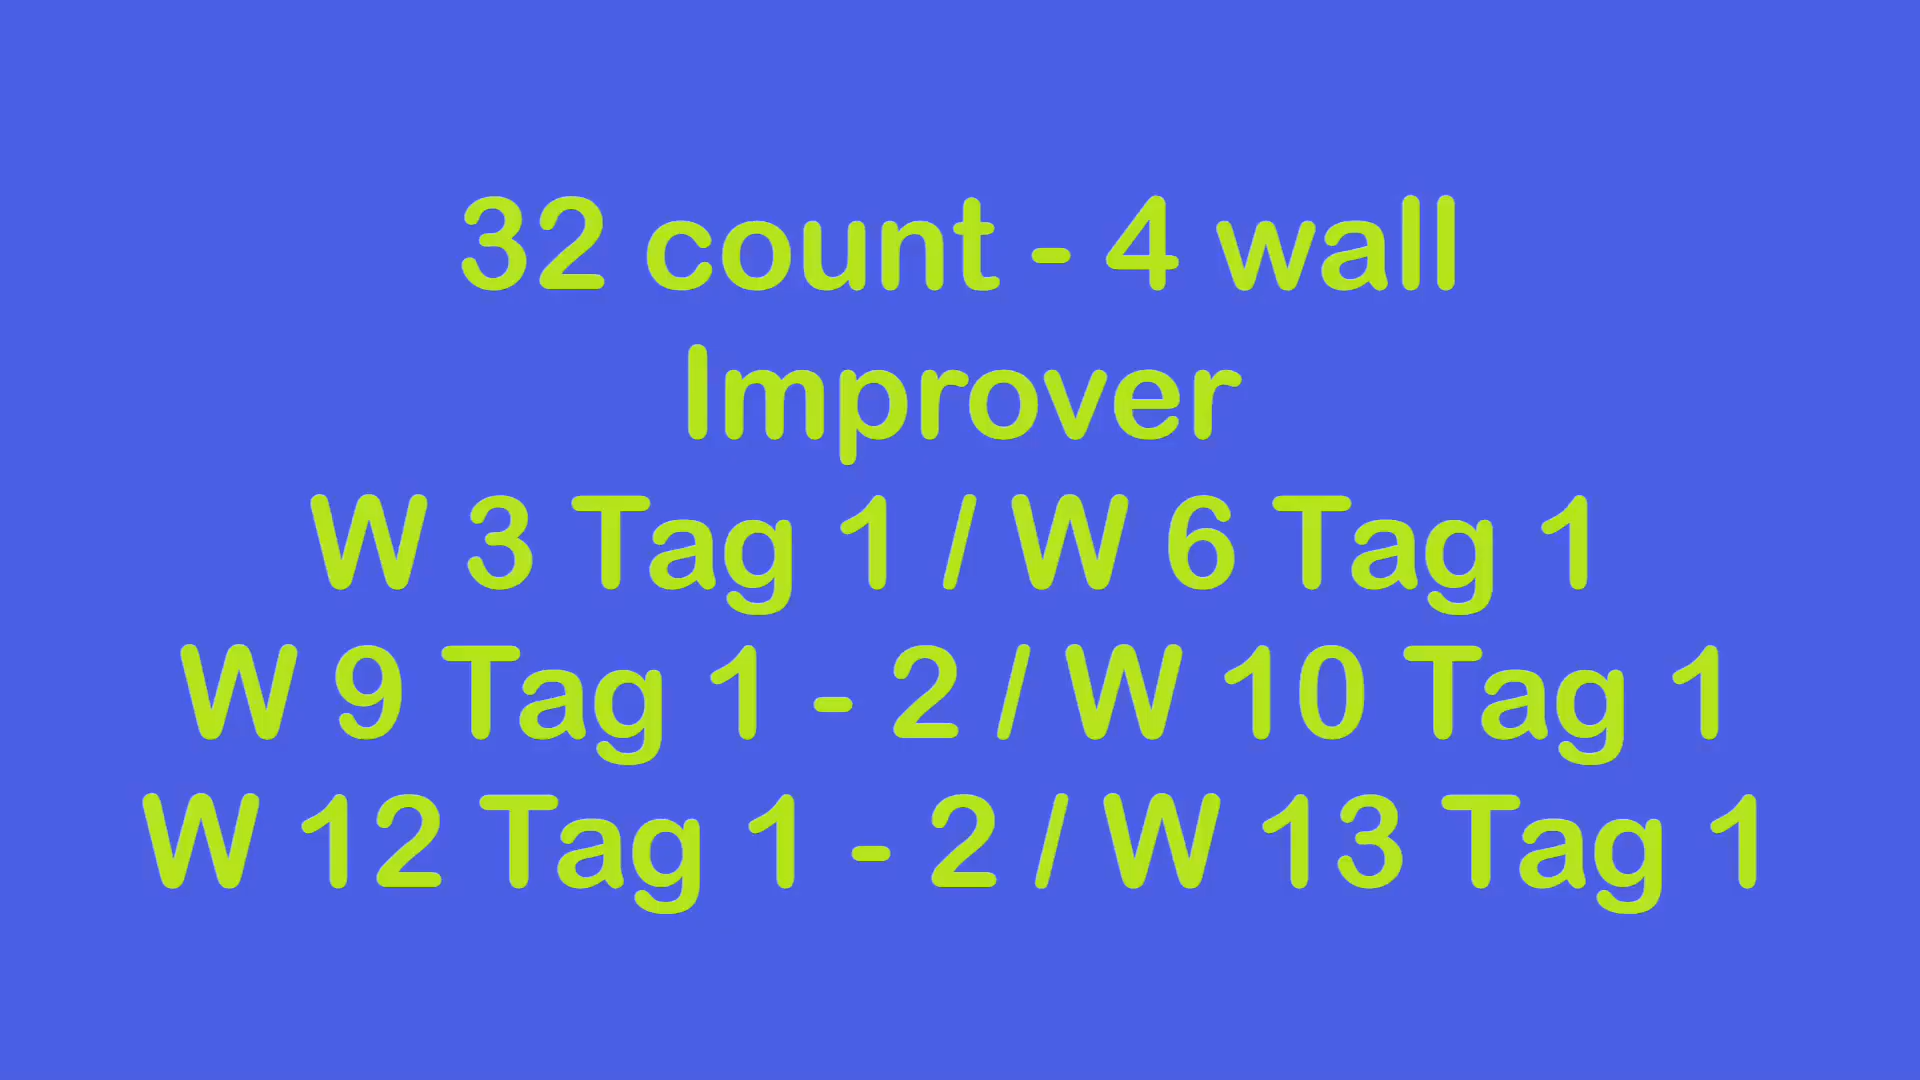 32 count - 4 wall
Improver
W 3 Tag 1 / W 6 Tag 1
W 9 Tag 1 - 2 / W 10 Tag 1
W 12 Tag 1 - 2 / W 13 Tag 1